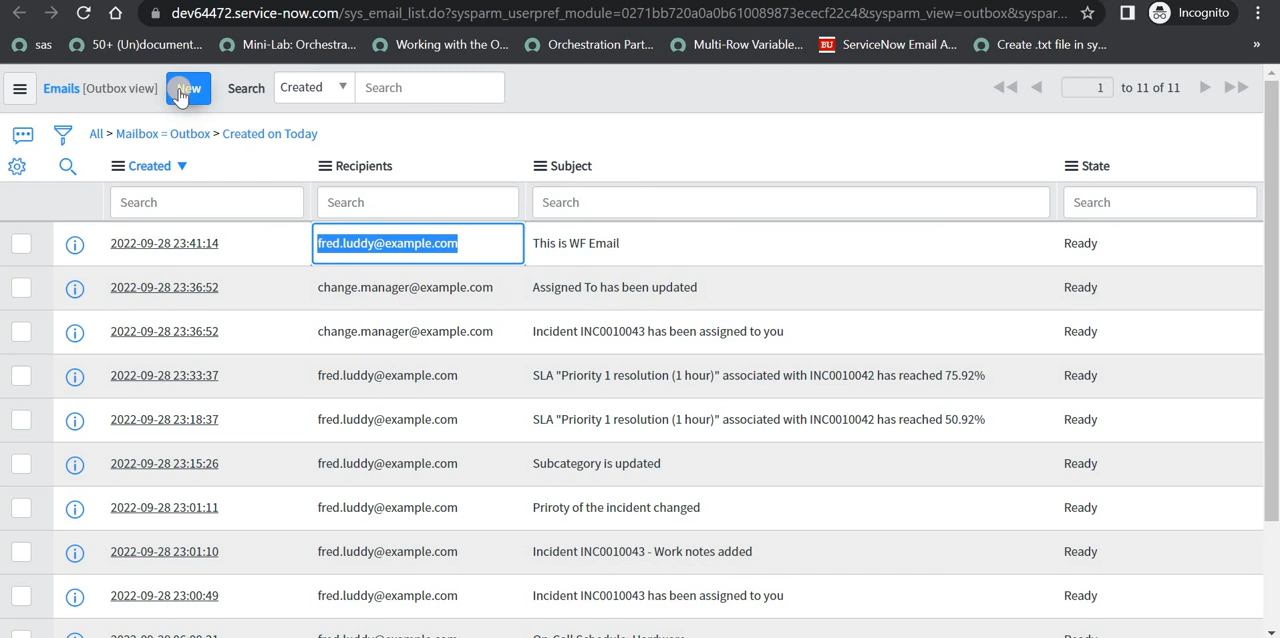 dev64472.service-now.com/sys_email_list.do?sysparm_userpref_module=0271bb720a0a0b610089873ececf22c4&sysparm_view=outbox&syspar... Incognito
sas 50+ (Un)document... Mini-Lab: Orchestra... Working with the O... Orchestration Part... Multi-Row Variable... BU ServiceNow Email A... Create .txt file in sy... »
Emails [Outbox view] New Search Created Search 1 to 11 of 11
All > Mailbox = Outbox > Created on Today
Created Recipients Subject State
Search Search Search Search
2022-09-28 23:41:14 fred.luddy@example.com This is WF Email Ready
2022-09-28 23:36:52 change.manager@example.com Assigned To has been updated Ready
2022-09-28 23:36:52 change.manager@example.com Incident INC0010043 has been assigned to you Ready
2022-09-28 23:33:37 fred.luddy@example.com SLA "Priority 1 resolution (1 hour)" associated with INC0010042 has reached 75.92% Ready
2022-09-28 23:18:37 fred.luddy@example.com SLA "Priority 1 resolution (1 hour)" associated with INC0010042 has reached 50.92% Ready
2022-09-28 23:15:26 fred.luddy@example.com Subcategory is updated Ready
2022-09-28 23:01:11 fred.luddy@example.com Priroty of the incident changed Ready
2022-09-28 23:01:10 fred.luddy@example.com Incident INC0010043 - Work notes added Ready
2022-09-28 23:00:49 fred.luddy@example.com Incident INC0010043 has been assigned to you Ready